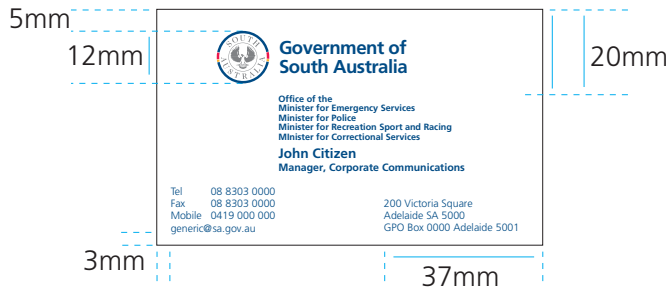 5mm
12mm
20mm
SOUTH
AUSTRALIA
Government of
South Australia
Office of the
Minister for Emergency Services
Minister for Police
Minister for Recreation Sport and Racing
MInister for Correctional Services
John Citizen
Manager, Corporate Communications
Tel 08 8303 0000
Fax 08 8303 0000
Mobile 0419 000 000
generic@sa.gov.au
200 Victoria Square
Adelaide SA 5000
GPO Box 0000 Adelaide 5001
3mm
37mm